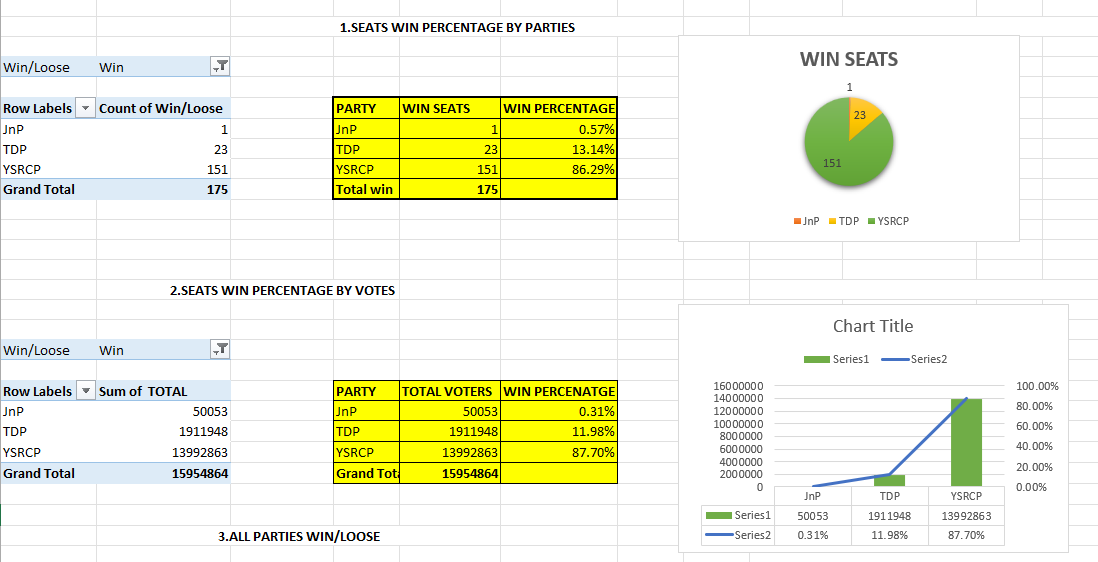 1.SEATS WIN PERCENTAGE BY PARTIES
Win/Loose Win
Row Labels Count of Win/Loose
JnP 1
TDP 23
YSRCP 151
Grand Total 175
PARTY WIN SEATS WIN PERCENTAGE
JnP 1 0.57%
TDP 23 13.14%
YSRCP 151 86.29%
Total win 175
WIN SEATS
1
23
151
JnP TDP YSRCP
2.SEATS WIN PERCENTAGE BY VOTES
Win/Loose Win
Row Labels Sum of TOTAL
JnP 50053
TDP 1911948
YSRCP 13992863
Grand Total 15954864
PARTY TOTAL VOTERS WIN PERCENATGE
JnP 50053 0.31%
TDP 1911948 11.98%
YSRCP 13992863 87.70%
Grand Tota 15954864
Chart Title
Series1 Series2
16000000 100.00%
14000000
12000000 80.00%
10000000 60.00%
8000000
6000000 40.00%
4000000
2000000 20.00%
0 0.00%
JnP TDP YSRCP
Series1 50053 1911948 13992863
Series2 0.31% 11.98% 87.70%
3.ALL PARTIES WIN/LOOSE